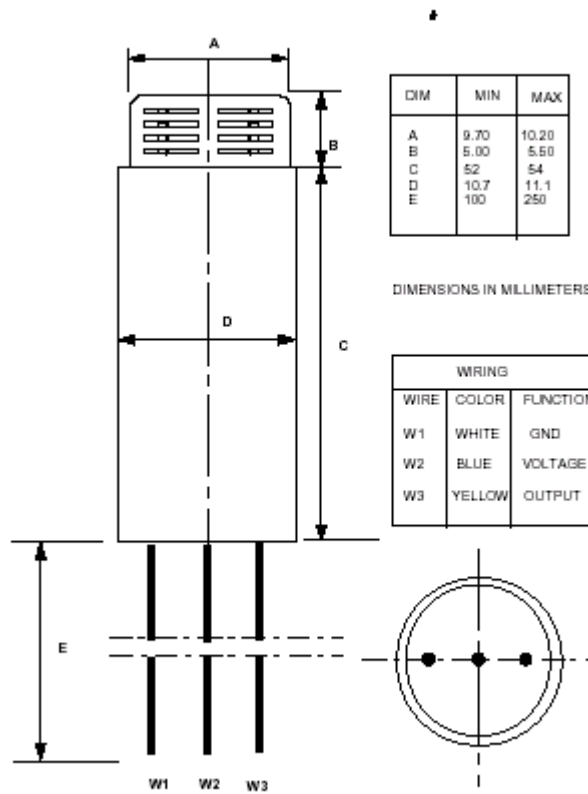 A
B
D
C
E
W1 W2 W3
DIM MIN MAX
A 9.70 10.20
B 5.00 5.50
C 52 54
D 10.7 11.1
E 100 250
DIMENSIONS IN MILLIMETERS
WIRING
WIRE COLOR FUNCTION
W1 WHITE GND
W2 BLUE VOLTAGE
W3 YELLOW OUTPUT